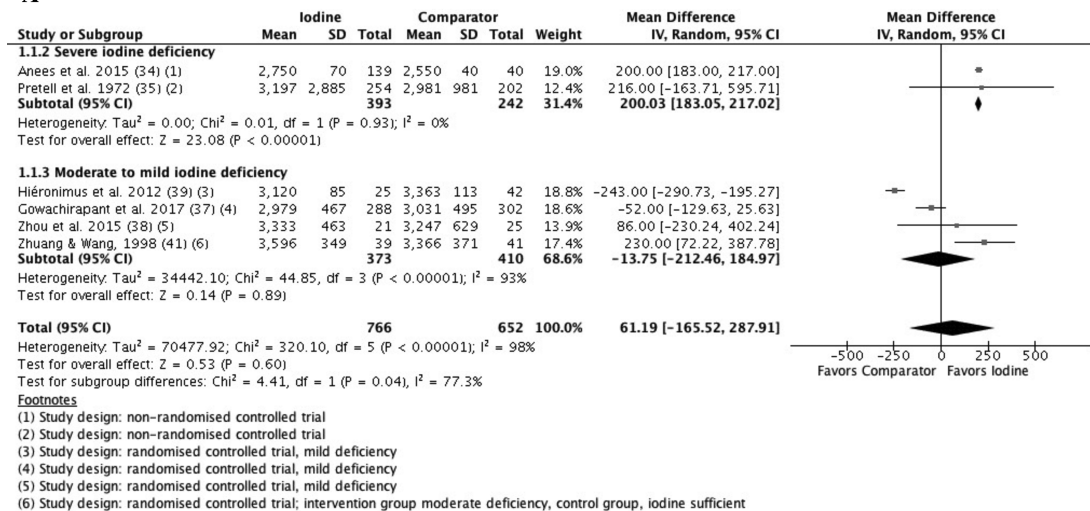 Iodine Comparator Mean Difference Mean Difference
Study or Subgroup Mean SD Total Mean SD Total Weight IV, Random, 95% CI IV, Random, 95% CI
1.1.2 Severe iodine deficiency
Anees et al. 2015 (34) (1) 2,750 70 139 2,550 40 40 19.0% 200.00 [183.00, 217.00]
Pretell et al. 1972 (35) (2) 3,197 2,885 254 2,981 981 202 12.4% 216.00 [-163.71, 595.71]
Subtotal (95% CI) 393 242 31.4% 200.03 [183.05, 217.02]
Heterogeneity: Tau² = 0.00; Chi² = 0.01, df = 1 (P = 0.93); I² = 0%
Test for overall effect: Z = 23.08 (P < 0.00001)
1.1.3 Moderate to mild iodine deficiency
Hiéronimus et al. 2012 (39) (3) 3,120 85 25 3,363 113 42 18.8% -243.00 [-290.73, -195.27]
Gowachirapant et al. 2017 (37) (4) 2,979 467 288 3,031 495 302 18.6% -52.00 [-129.63, 25.63]
Zhou et al. 2015 (38) (5) 3,333 463 21 3,247 629 25 13.9% 86.00 [-230.24, 402.24]
Zhuang & Wang, 1998 (41) (6) 3,596 349 39 3,366 371 41 17.4% 230.00 [72.22, 387.78]
Subtotal (95% CI) 373 410 68.6% -13.75 [-212.46, 184.97]
Heterogeneity: Tau² = 34442.10; Chi² = 44.85, df = 3 (P < 0.00001); I² = 93%
Test for overall effect: Z = 0.14 (P = 0.89)
Total (95% CI) 766 652 100.0% 61.19 [-165.52, 287.91]
Heterogeneity: Tau² = 70477.92; Chi² = 320.10, df = 5 (P < 0.00001); I² = 98%
Test for overall effect: Z = 0.53 (P = 0.60)
Test for subgroup differences: Chi² = 4.41, df = 1 (P = 0.04), I² = 77.3%
-500 -250 0 250 500
Favors Comparator Favors Iodine
Footnotes
(1) Study design: non-randomised controlled trial
(2) Study design: non-randomised controlled trial
(3) Study design: randomised controlled trial, mild deficiency
(4) Study design: randomised controlled trial, mild deficiency
(5) Study design: randomised controlled trial, mild deficiency
(6) Study design: randomised controlled trial; intervention group moderate deficiency, control group, iodine sufficient